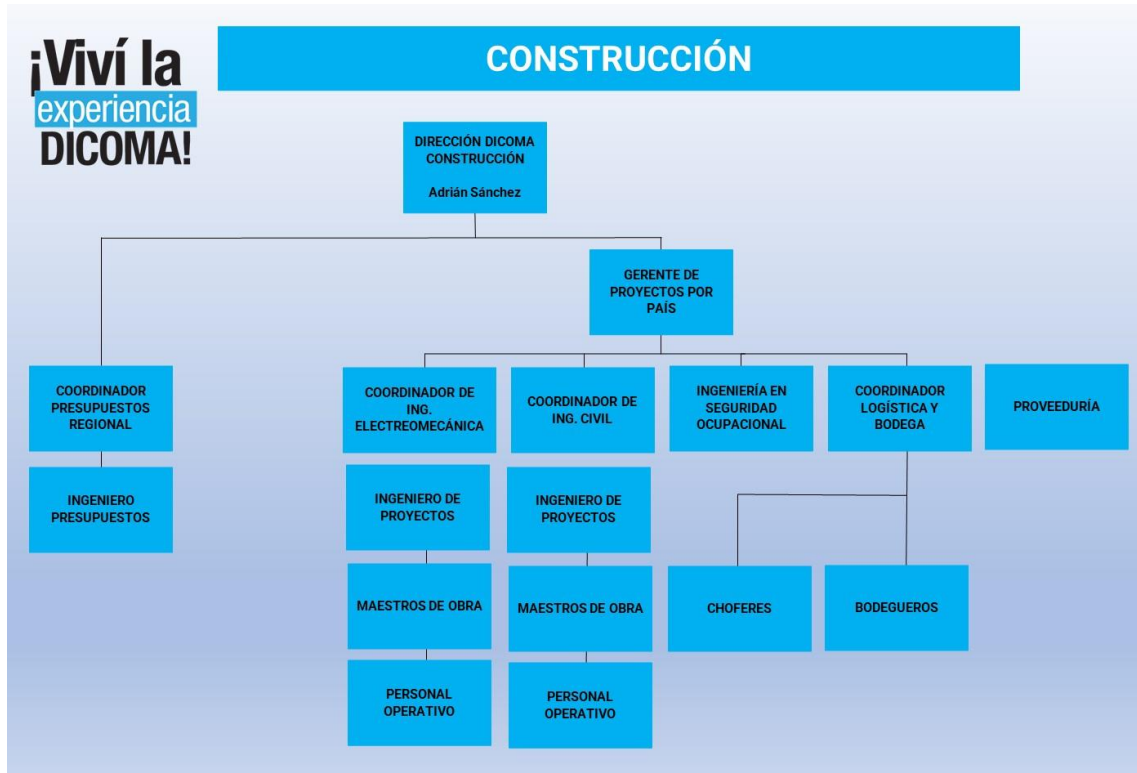 ¡Viví la
experiencia
DICOMA!
CONSTRUCCIÓN
DIRECCIÓN DICOMA
CONSTRUCCIÓN
Adrián Sánchez
GERENTE DE
PROYECTOS POR
PAÍS
COORDINADOR
PRESUPUESTOS
REGIONAL
COORDINADOR DE
ING.
ELECTREOMECÁNICA
COORDINADOR DE
ING. CIVIL
INGENIERÍA EN
SEGURIDAD
OCUPACIONAL
COORDINADOR
LOGÍSTICA Y
BODEGA
PROVEEDURÍA
INGENIERO
PRESUPUESTOS
INGENIERO DE
PROYECTOS
INGENIERO DE
PROYECTOS
MAESTROS DE OBRA
MAESTROS DE OBRA
CHOFERES
BODEGUEROS
PERSONAL
OPERATIVO
PERSONAL
OPERATIVO